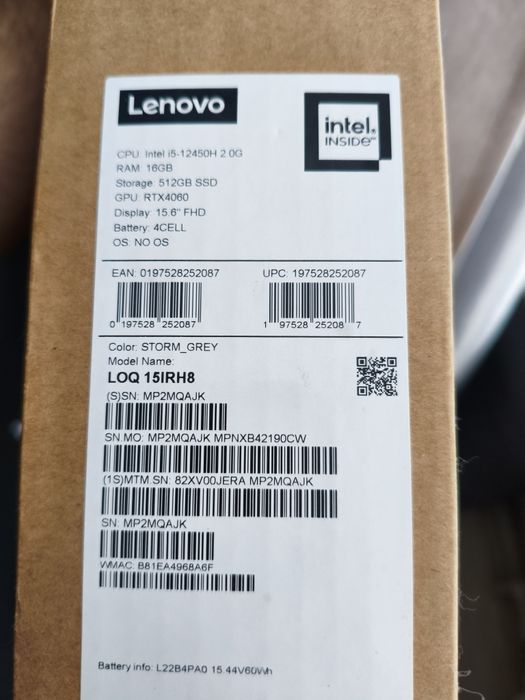 Lenovo
intel.
INSIDE™
CPU: Intel i5-12450H 2.0G
RAM: 16GB
Storage: 512GB SSD
GPU: RTX4060
Display: 15.6" FHD
Battery: 4CELL
OS: NO OS
EAN: 0197528252087
UPC: 197528252087
0 197528 252087
1 97528 25208 7
Color: STORM_GREY
Model Name:
LOQ 15IRH8
(S)SN: MP2MQAJK
SN.MO: MP2MQAJK MPNXB42190CW
(1S)MTM.SN: 82XV00JERA MP2MQAJK
SN: MP2MQAJK
WMAC: B81EA4968A6F
Battery info: L22B4PA0 15.44V60Wh